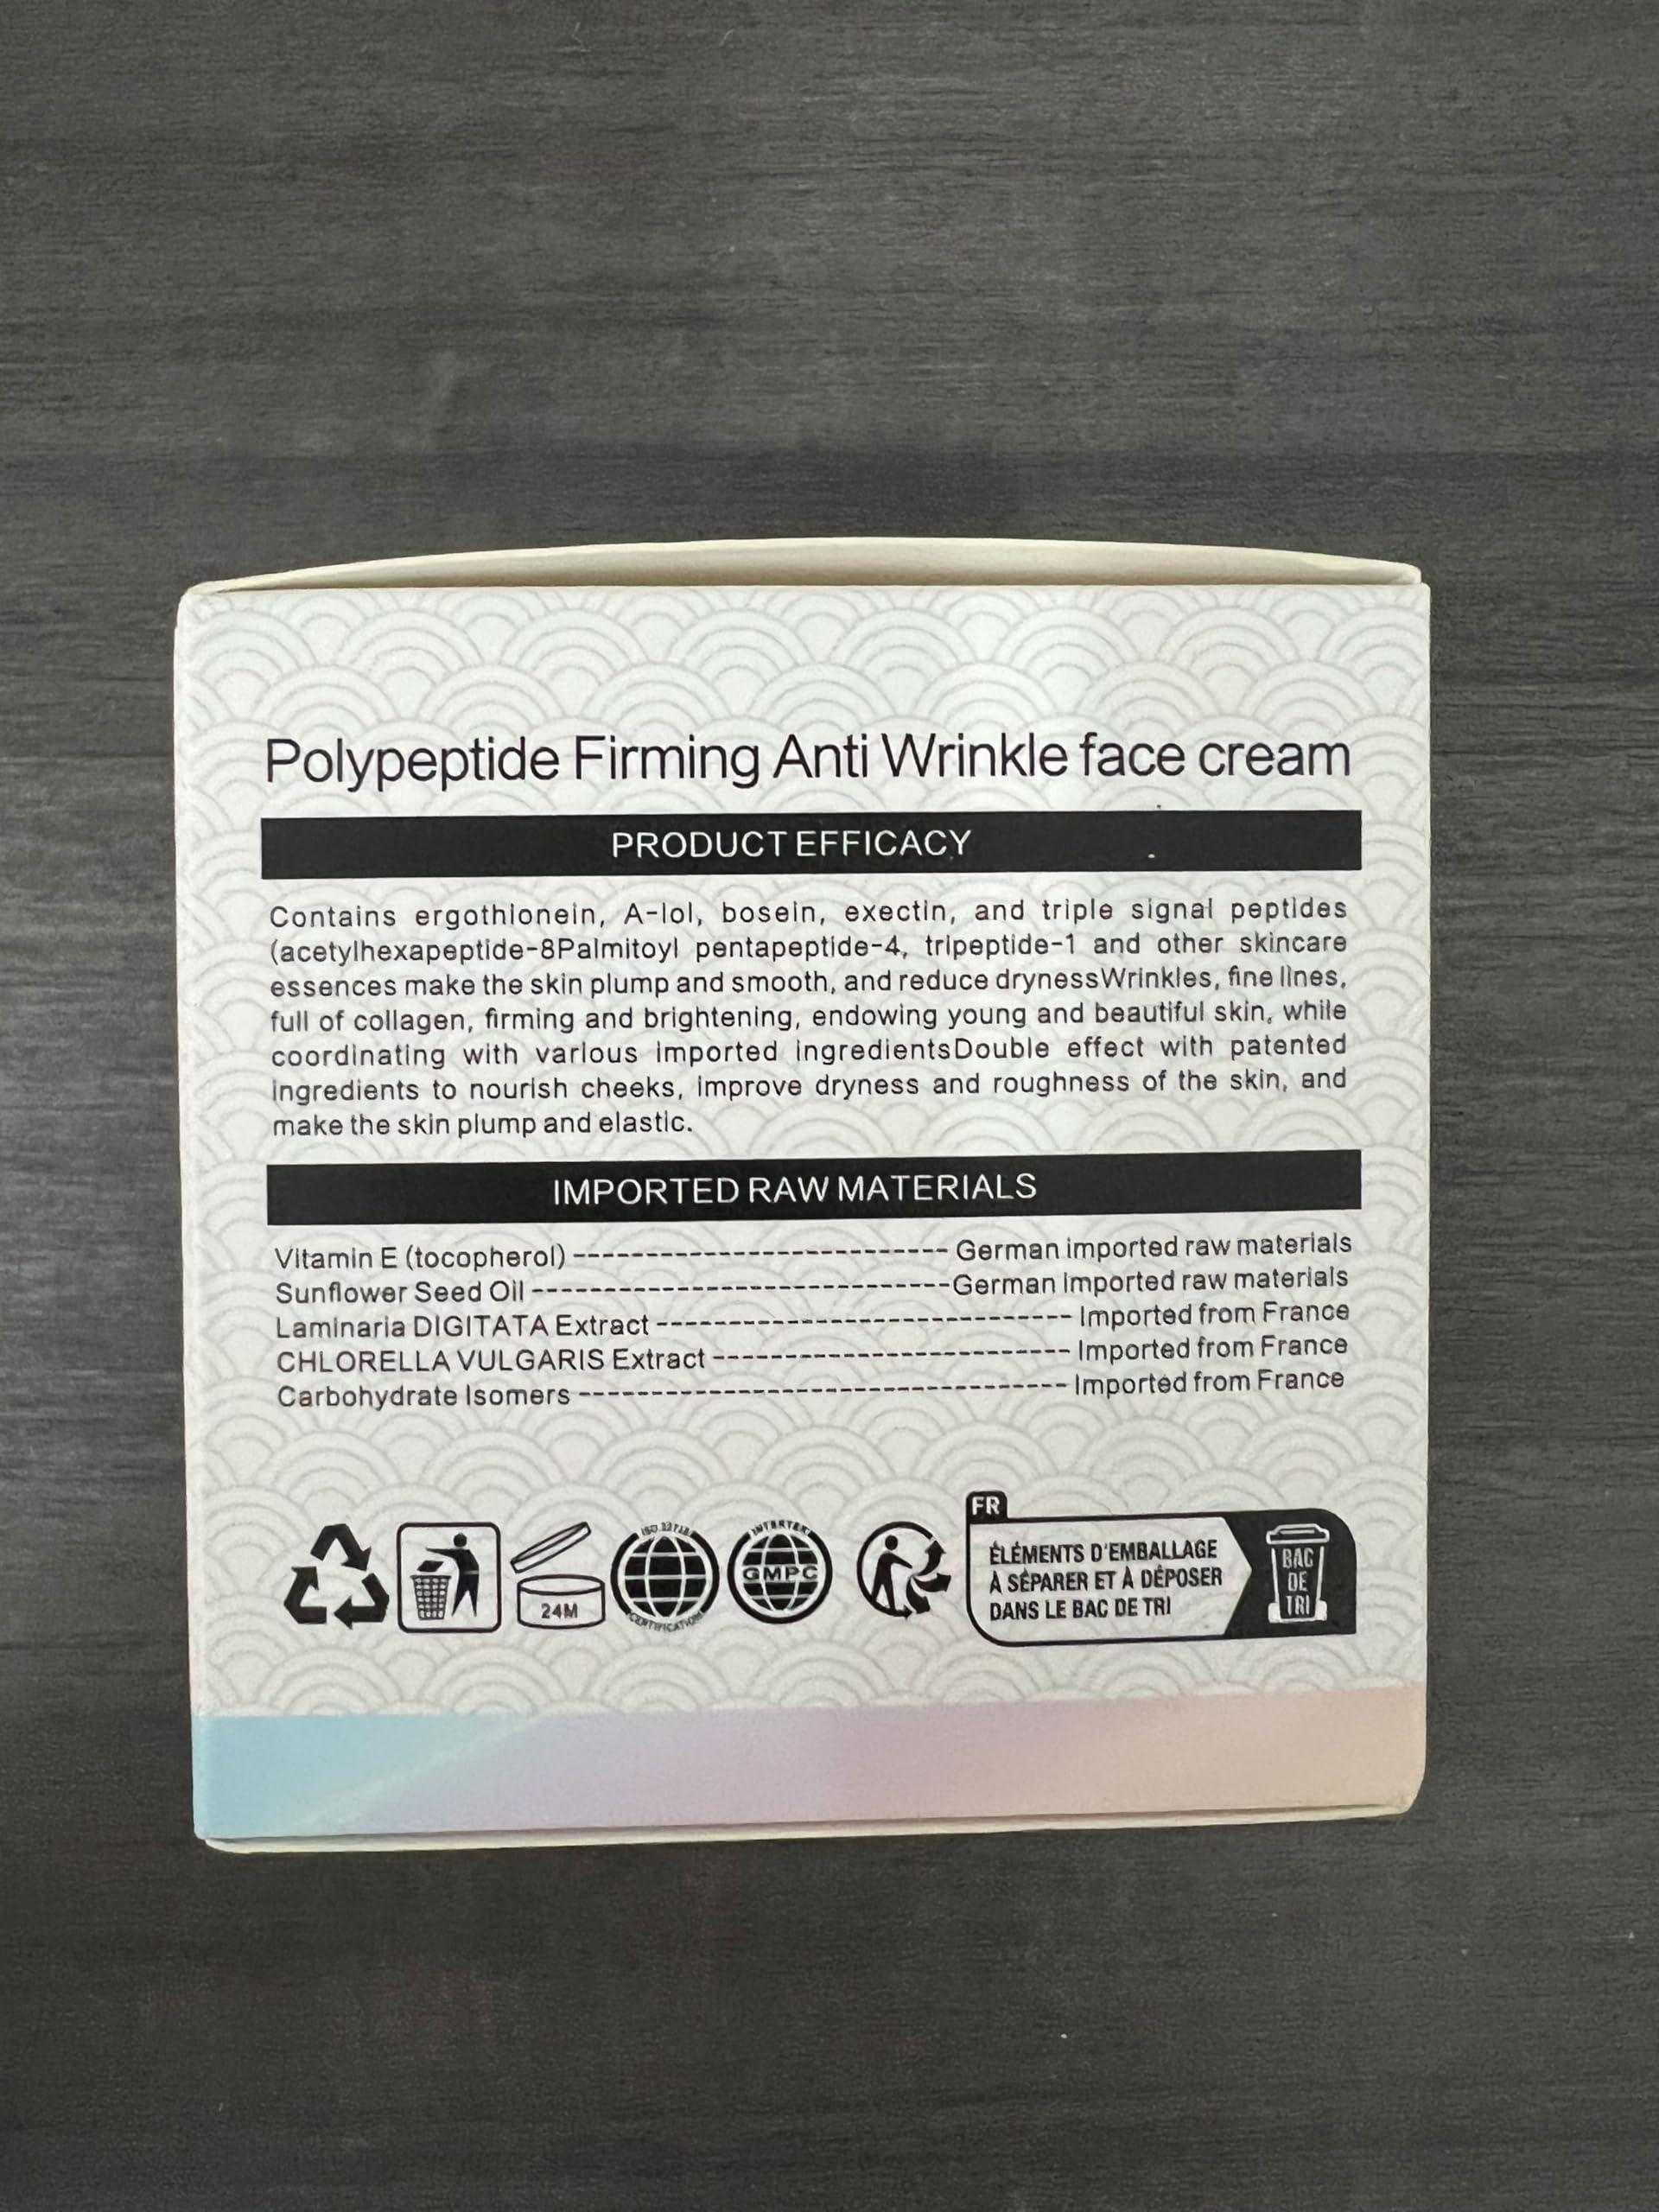 Polypeptide Firming Anti Wrinkle face cream
PRODUCT EFFICACY
Contains ergothionein, A-lol, bosein, exectin, and triple signal peptides
(acetylhexapeptide-8Palmitoyl pentapeptide-4, tripeptide-1 and other skincare
essences make the skin plump and smooth, and reduce drynessWrinkles, fine lines,
full of collagen, firming and brightening, endowing young and beautiful skin, while
coordinating with various imported ingredientsDouble effect with patented
ingredients to nourish cheeks, improve dryness and roughness of the skin, and
make the skin plump and elastic.
IMPORTED RAW MATERIALS
Vitamin E (tocopherol) -------------------------- German imported raw materials
Sunflower Seed Oil -----------------------------German imported raw materials
Laminaria DIGITATA Extract ----------------------------- Imported from France
CHLORELLA VULGARIS Extract ------------------------- Imported from France
Carbohydrate Isomers ---------------------------------- Imported from France
24M
CERTIFICATION
INTERTEK
GMPC
FR
ÉLÉMENTS D'EMBALLAGE
À SÉPARER ET À DÉPOSER
DANS LE BAC DE TRI
BAC
DE
TRI